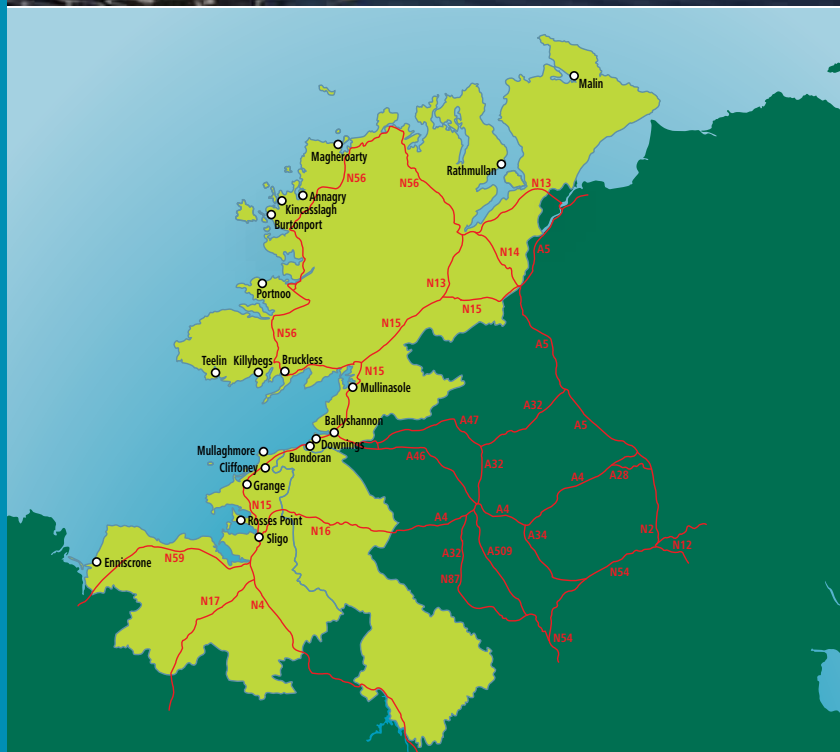 Malin
Magheroarty
Rathmullan
N56
N56
N13
Annagry
Kincasslagh
Burtonport
N14
A5
Portnoo
N13
N15
N15
N56
A5
Teelin
Killybegs
Bruckless
N15
Mullinasole
A32
Ballyshannon
A47
A5
Downings
Mullaghmore
Bundoran
A46
A32
Cliffoney
A4
A28
Grange
N15
A4
A4
Rosses Point
N16
A34
N2
Sligo
N12
Enniscrone
N59
A32
A509
N54
N87
N17
N4
N54